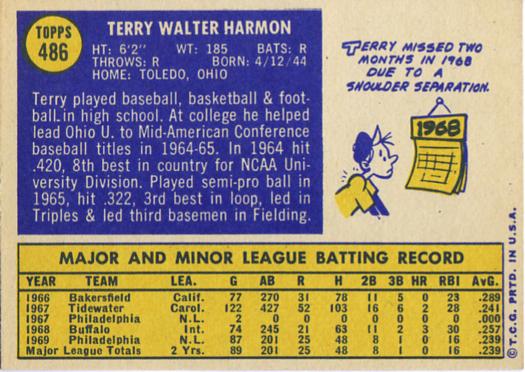 TOPPS
486
TERRY WALTER HARMON
HT: 6'2" WT: 185 BATS: R
THROWS: R BORN: 4/12/44
HOME: TOLEDO, OHIO
Terry played baseball, basketball & foot-
ball in high school. At college he helped
lead Ohio U. to Mid-American Conference
baseball titles in 1964-65. In 1964 hit
.420, 8th best in country for NCAA Uni-
versity Division. Played semi-pro ball in
1965, hit .322, 3rd best in loop, led in
Triples & led third basemen in Fielding.
TERRY MISSED TWO
MONTHS IN 1968
DUE TO A
SHOULDER SEPARATION.
1968
MAJOR AND MINOR LEAGUE BATTING RECORD
YEAR TEAM LEA. G AB R H 2B 3B HR RBI AVG.
1966 Bakersfield Calif. 77 270 31 78 11 5 0 23 .289
1967 Tidewater Carol. 122 427 52 103 16 6 2 28 .241
1967 Philadelphia N.L. 2 0 0 0 0 0 0 0 .000
1968 Buffalo Int. 74 245 21 63 11 2 3 30 .257
1969 Philadelphia N.L. 87 201 25 48 8 1 0 16 .239
Major League Totals 2 Yrs. 89 201 25 48 8 1 0 16 .239
© T.C.G. PRTD. IN U.S.A.